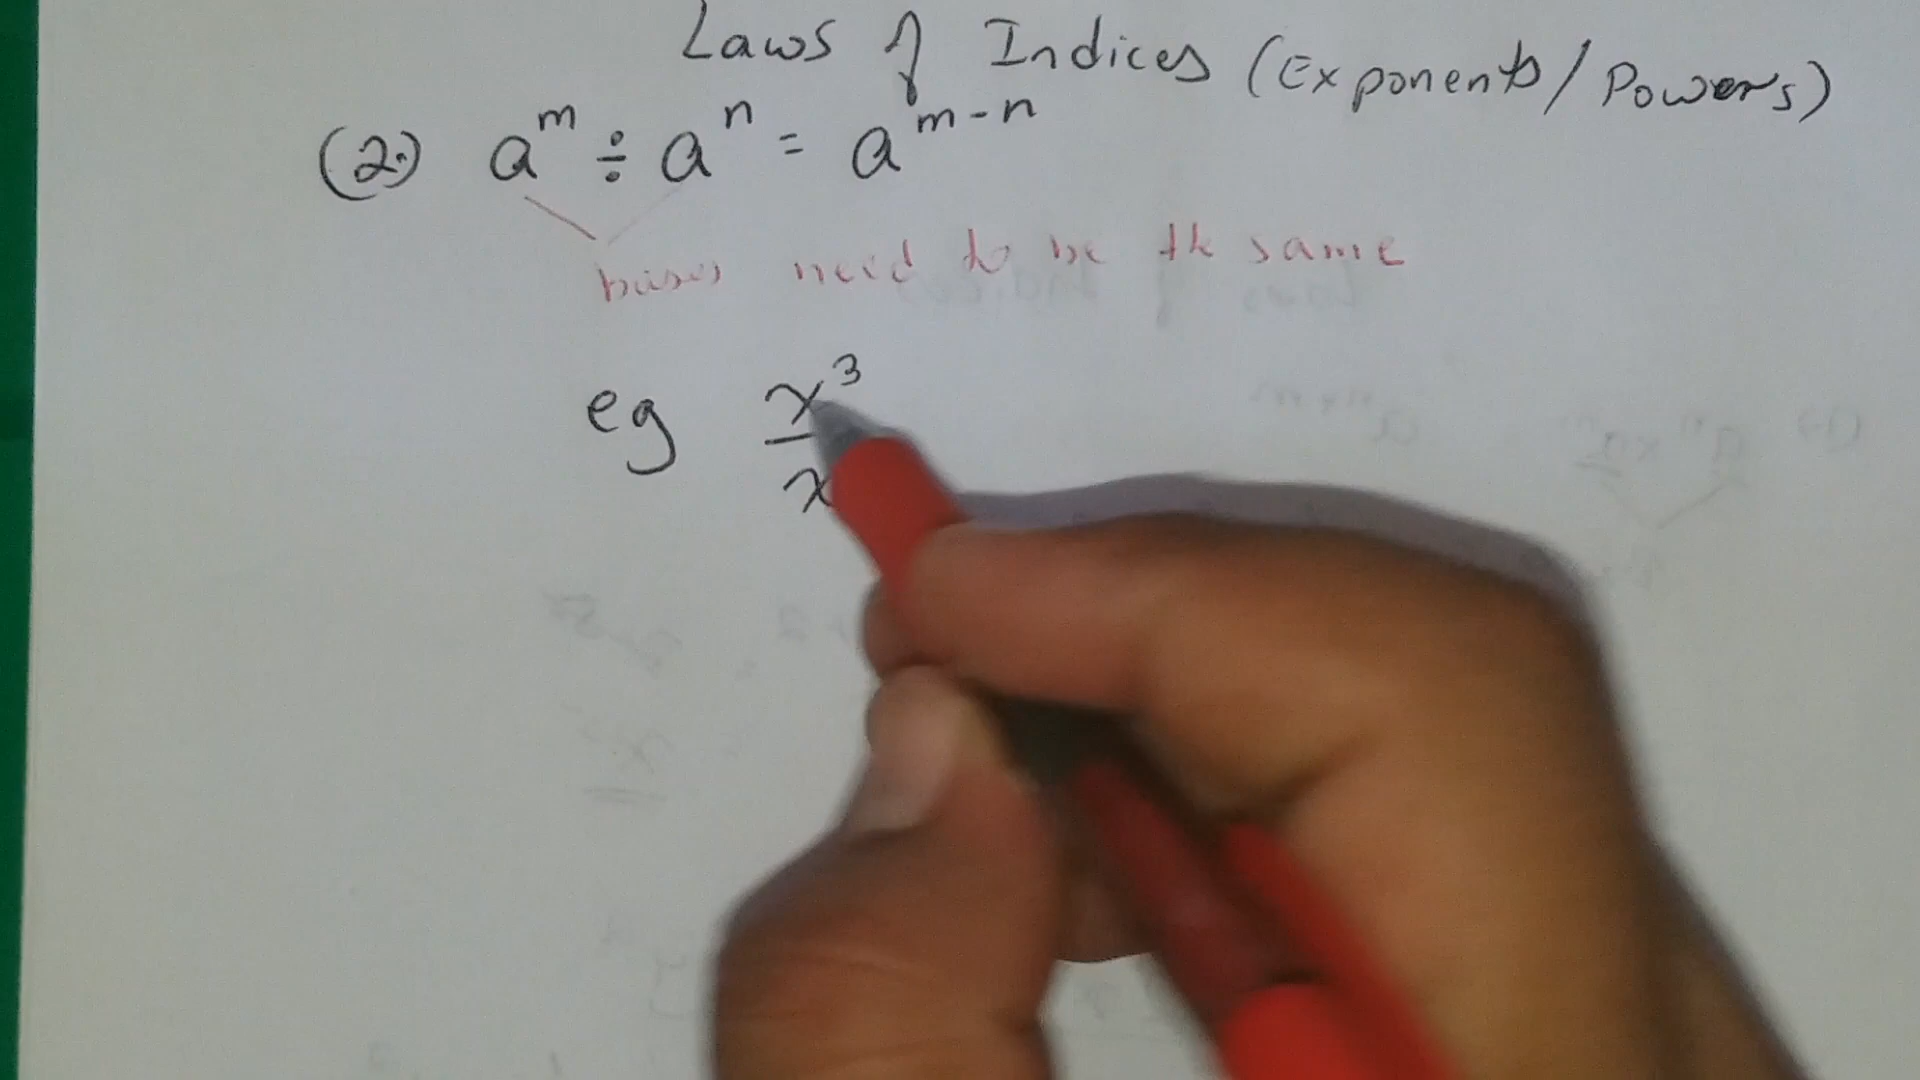 Laws of Indices (Exponents/Powers)
(2.) a^m ÷ a^n = a^m-n
bases need to be the same
eg x^3
x